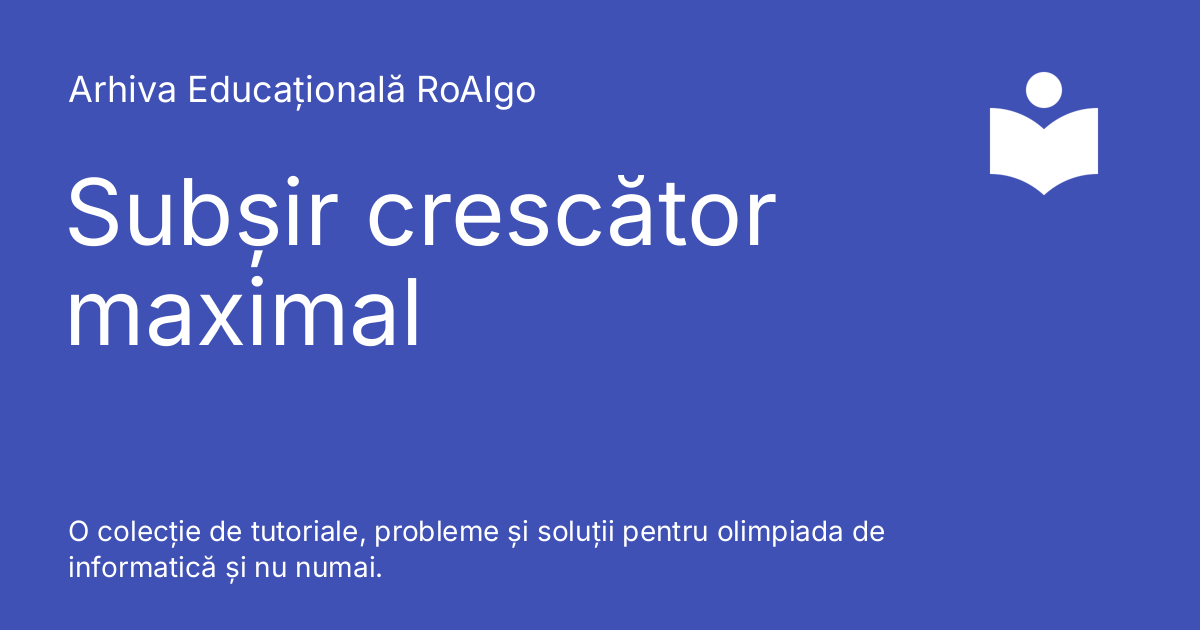 Arhiva Educațională RoAlgo
Subșir crescător
maximal
O colecție de tutoriale, probleme și soluții pentru olimpiada de
informatică și nu numai.